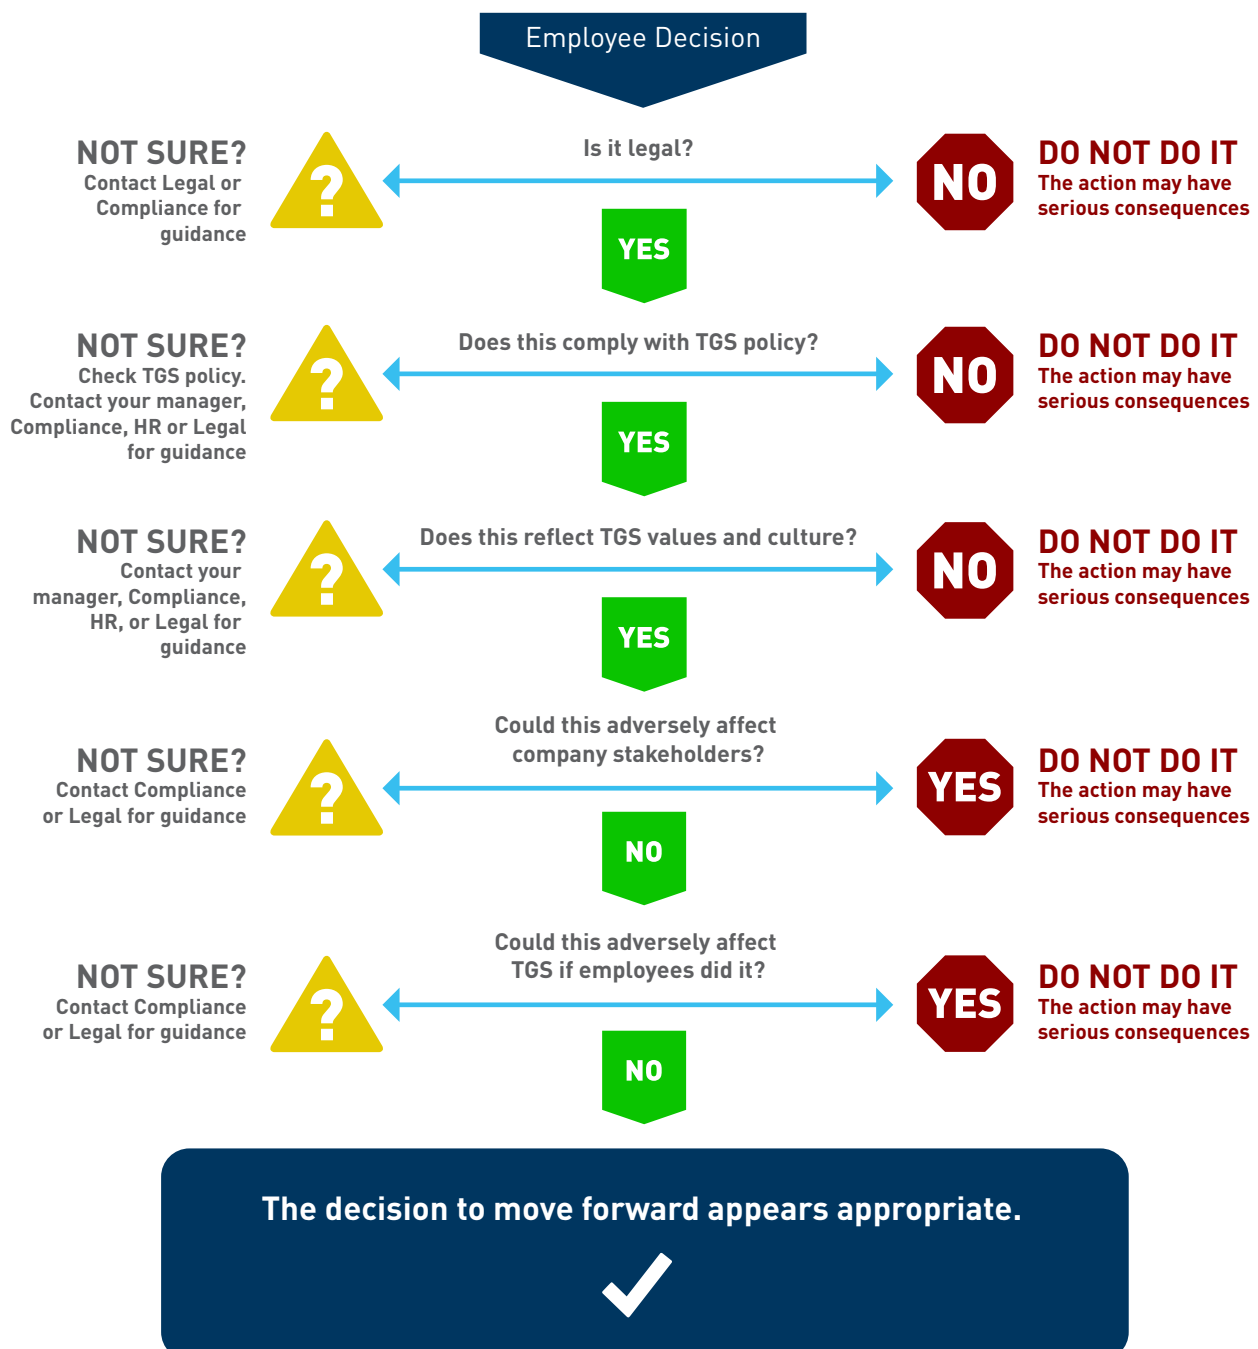 Employee Decision
NOT SURE?
Contact Legal or
Compliance for
guidance
?
Is it legal?
NO
DO NOT DO IT
The action may have
serious consequences
YES
NOT SURE?
Check TGS policy.
Contact your manager,
Compliance, HR or Legal
for guidance
?
Does this comply with TGS policy?
NO
DO NOT DO IT
The action may have
serious consequences
YES
NOT SURE?
Contact your
manager, Compliance,
HR, or Legal for
guidance
?
Does this reflect TGS values and culture?
NO
DO NOT DO IT
The action may have
serious consequences
YES
NOT SURE?
Contact Compliance
or Legal for guidance
?
Could this adversely affect
company stakeholders?
YES
DO NOT DO IT
The action may have
serious consequences
NO
NOT SURE?
Contact Compliance
or Legal for guidance
?
Could this adversely affect
TGS if employees did it?
YES
DO NOT DO IT
The action may have
serious consequences
NO
The decision to move forward appears appropriate.